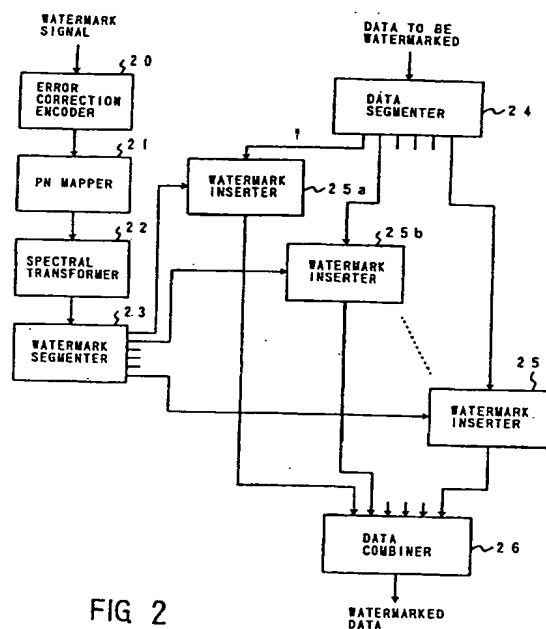 WATERMARK
SIGNAL
20
ERROR
CORRECTION
ENCODER
21
PN MAPPER
22
SPECTRAL
TRANSFORMER
23
WATERMARK
SEGMENTER
DATA TO BE
WATERMARKED
DATA
SEGMENTER
24
WATERMARK
INSERTER
25a
25b
WATERMARK
INSERTER
25
WATERMARK
INSERTER
DATA
COMBINER
26
WATERMARKED
DATA
FIG 2